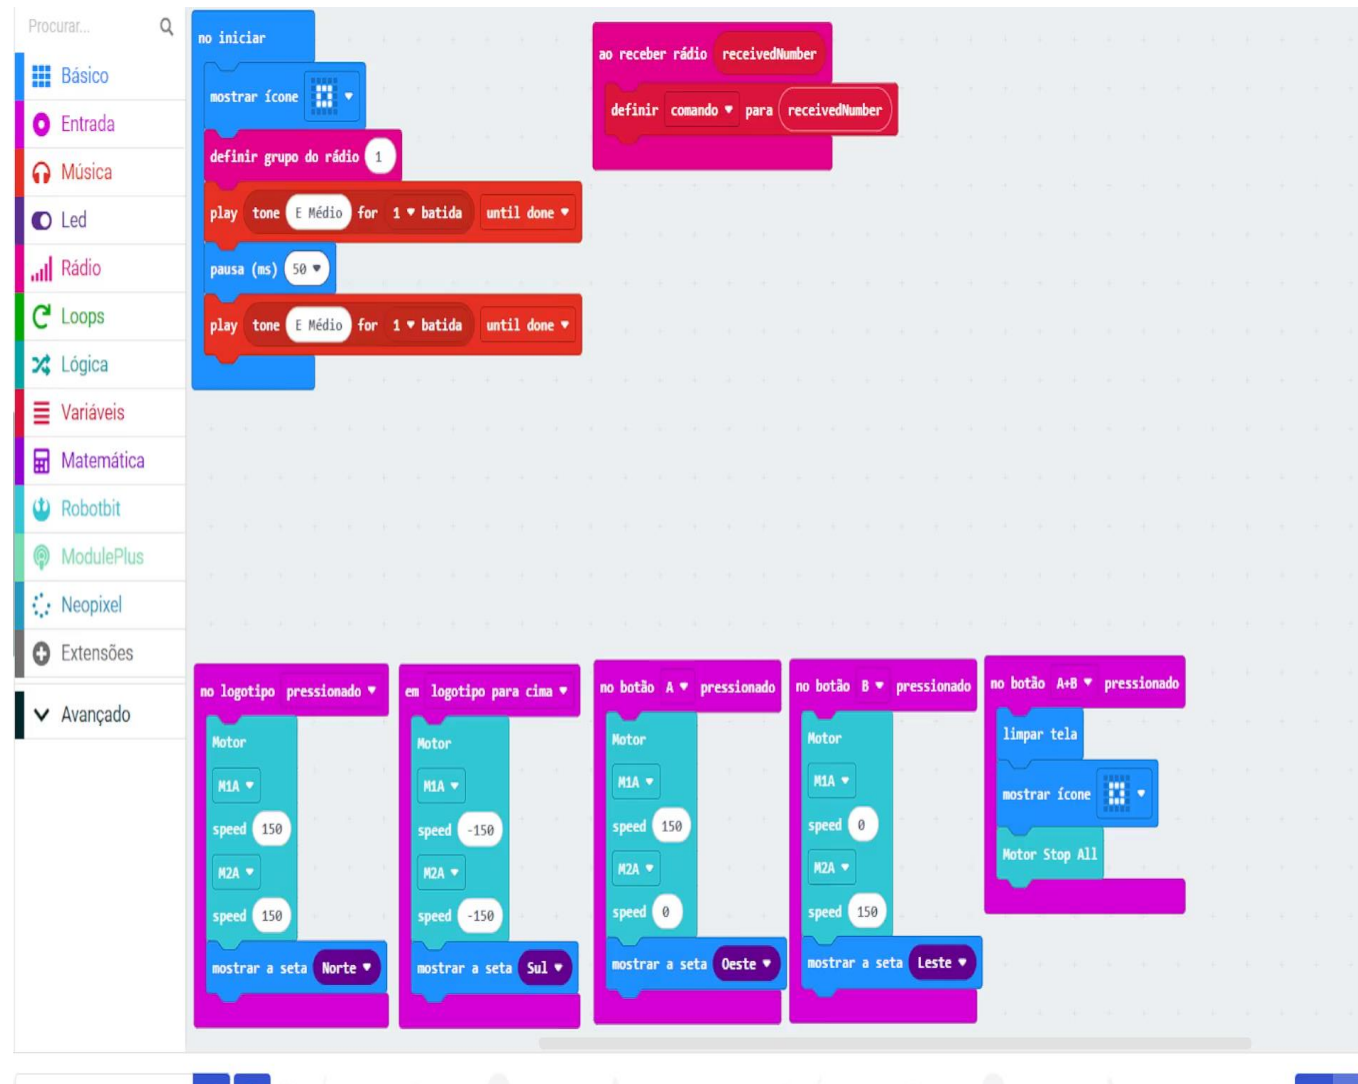 Procurar...
Básico
Entrada
Música
Led
Rádio
Loops
Lógica
Variáveis
Matemática
Robotbit
ModulePlus
Neopixel
Extensões
Avançado
no iniciar
mostrar ícone
definir grupo do rádio 1
play tone E Médio for 1 batida until done
pausa (ms) 50
play tone E Médio for 1 batida until done
ao receber rádio receivedNumber
definir comando para receivedNumber
no logotipo pressionado
Motor
M1A
speed 150
M2A
speed 150
mostrar a seta Norte
em logotipo para cima
Motor
M1A
speed -150
M2A
speed -150
mostrar a seta Sul
no botão A pressionado
Motor
M1A
speed 150
M2A
speed 0
mostrar a seta Oeste
no botão B pressionado
Motor
M1A
speed 0
M2A
speed 150
mostrar a seta Leste
no botão A+B pressionado
limpar tela
mostrar ícone
Motor Stop All